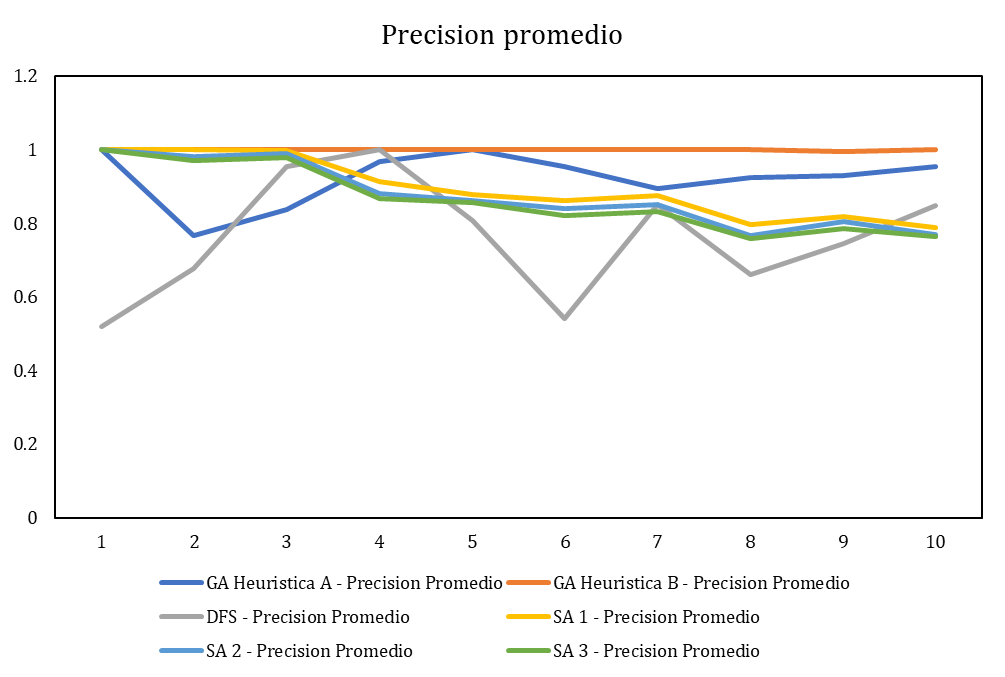 Precision promedio
1.2
1
0.8
0.6
0.4
0.2
0
1 2 3 4 5 6 7 8 9 10
GA Heuristica A - Precision Promedio GA Heuristica B - Precision Promedio
DFS - Precision Promedio SA 1 - Precision Promedio
SA 2 - Precision Promedio SA 3 - Precision Promedio